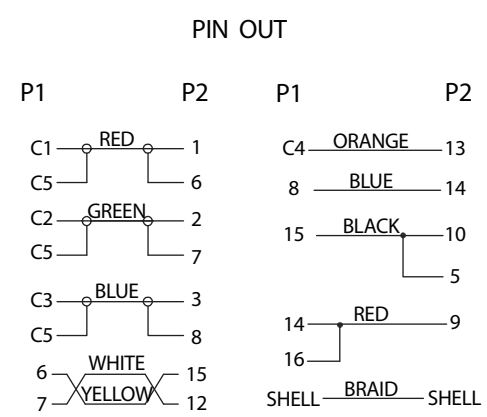 PIN OUT
P1 P2
C1 RED 1
C5 6
C2 GREEN 2
C5 7
C3 BLUE 3
C5 8
6 WHITE 15
7 YELLOW 12
P1 P2
C4 ORANGE 13
8 BLUE 14
15 BLACK 10
5
14 RED 9
16
SHELL BRAID SHELL